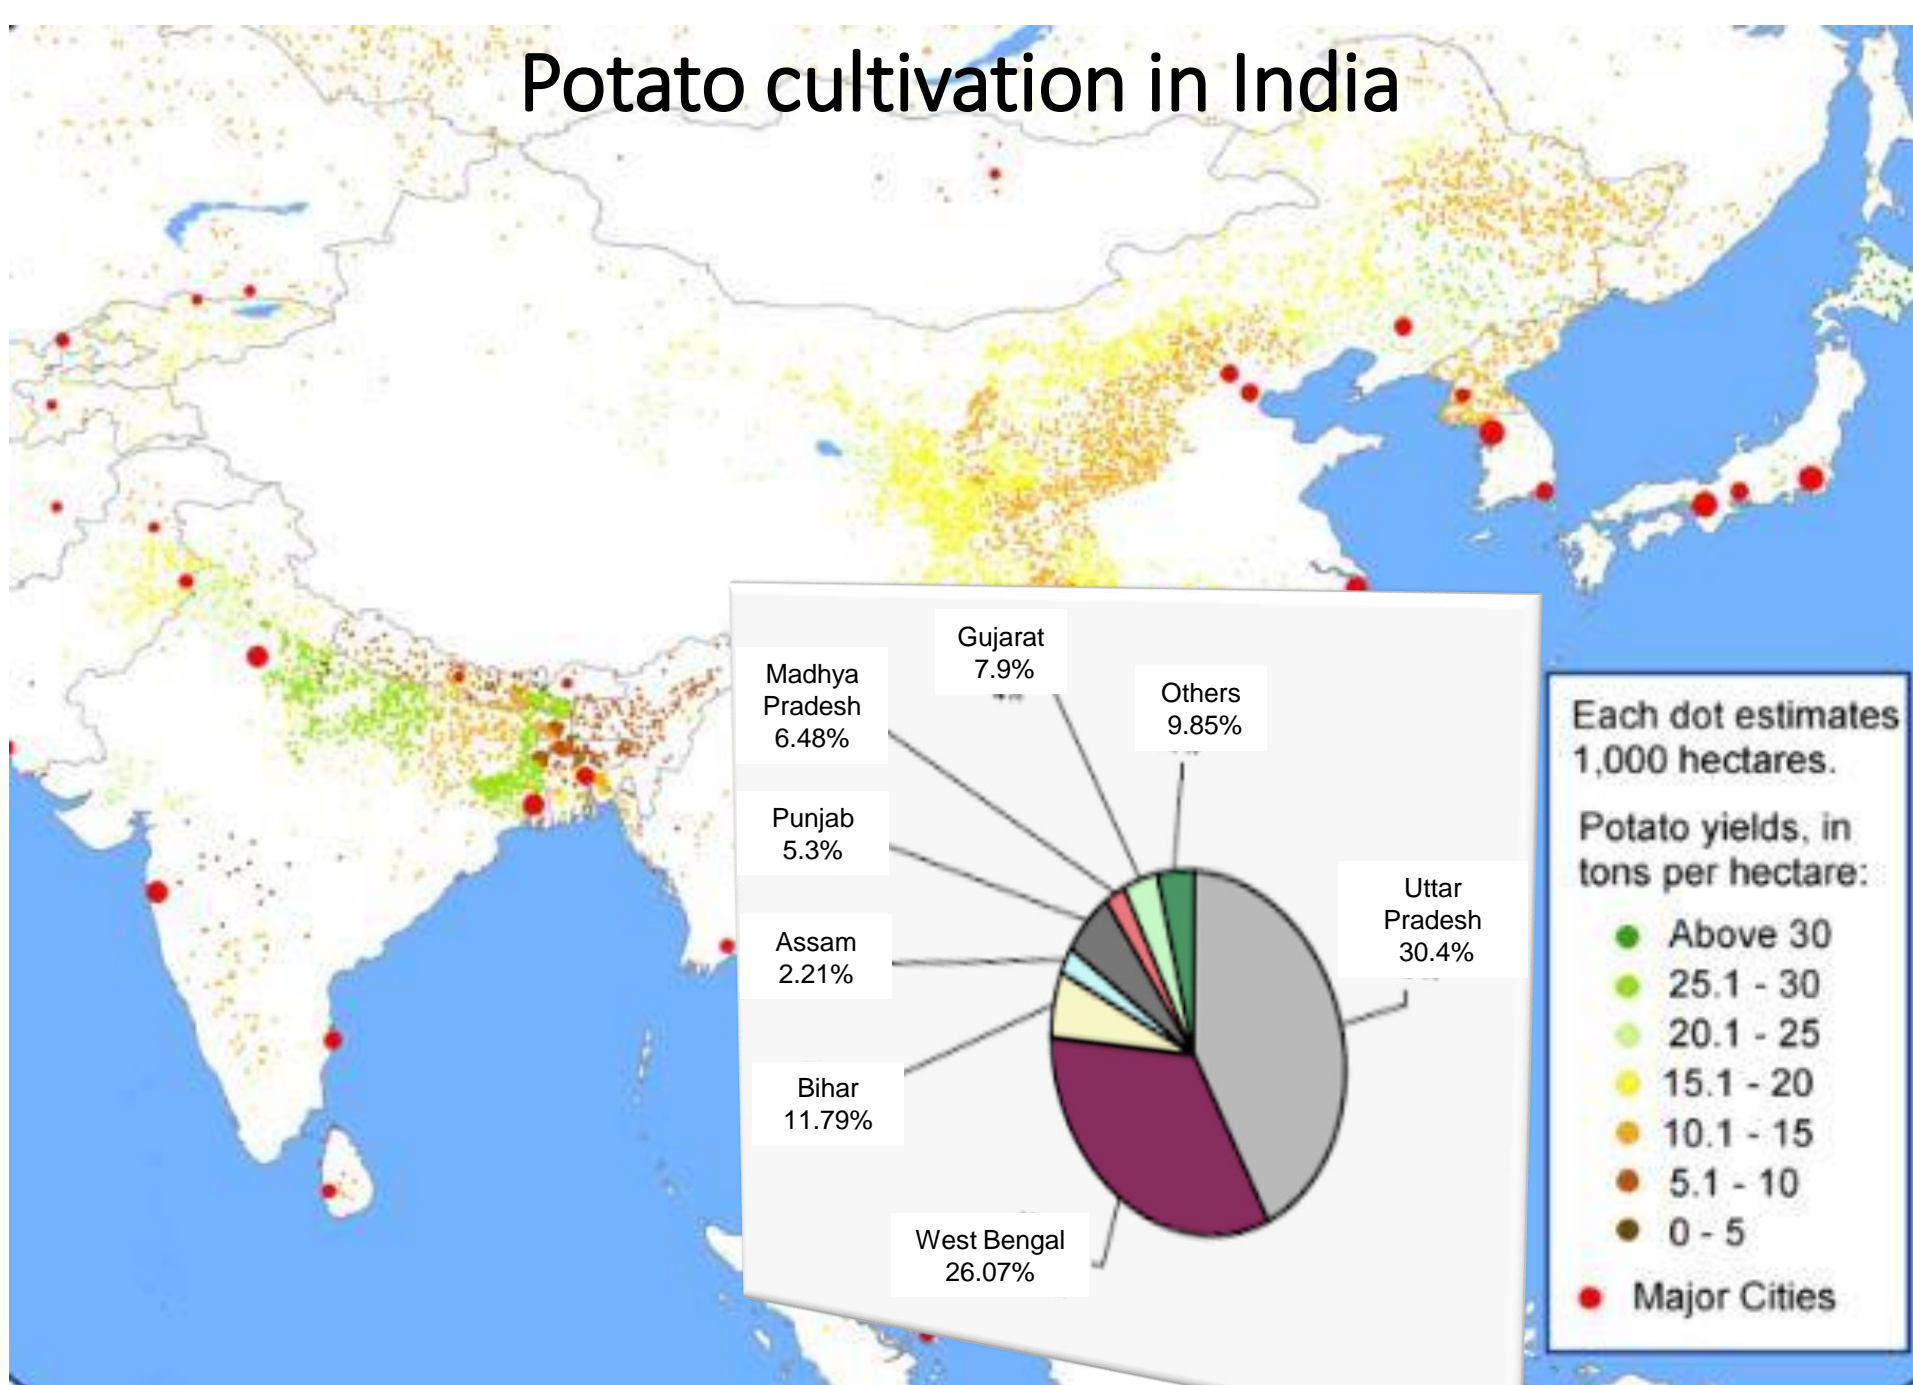 Potato cultivation in India
Gujarat
7.9%
Madhya
Pradesh
6.48%
Others
9.85%
Punjab
5.3%
Uttar
Pradesh
30.4%
Assam
2.21%
Bihar
11.79%
West Bengal
26.07%
Each dot estimates
1,000 hectares.
Potato yields, in
tons per hectare:
Above 30
25.1 - 30
20.1 - 25
15.1 - 20
10.1 - 15
5.1 - 10
0 - 5
Major Cities